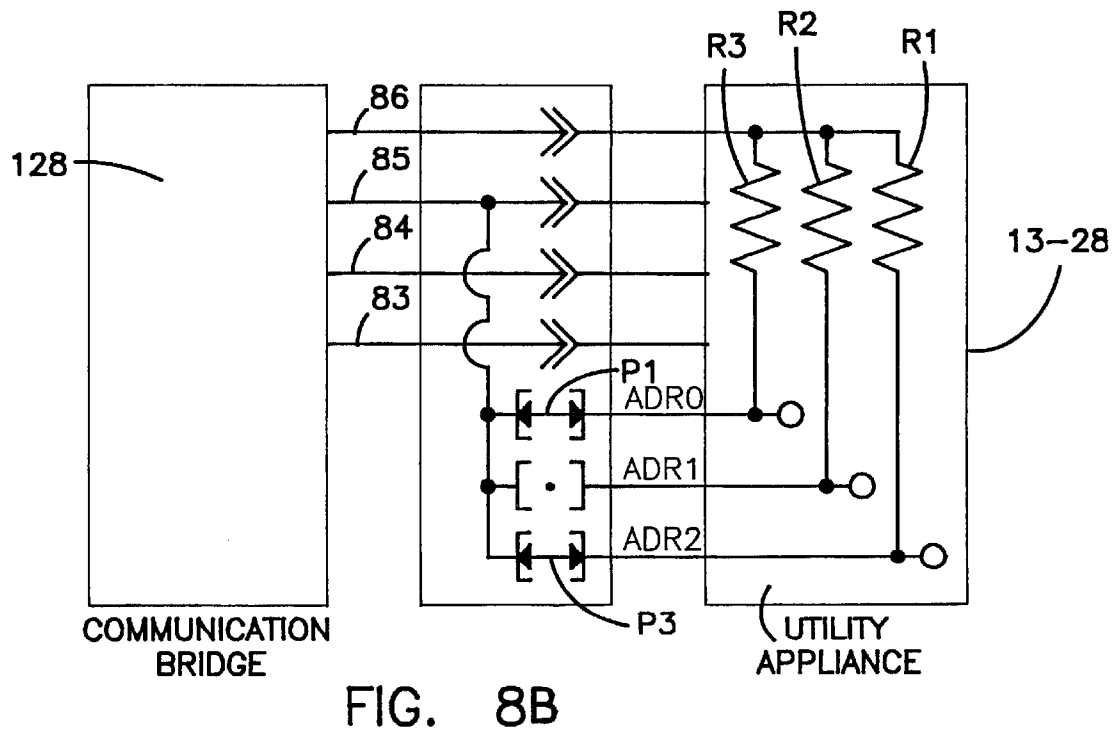 R3
R2
R1
86
128
85
84
13-28
83
P1
ADR0
ADR1
ADR2
P3
COMMUNICATION
BRIDGE
UTILITY
APPLIANCE
FIG. 8B